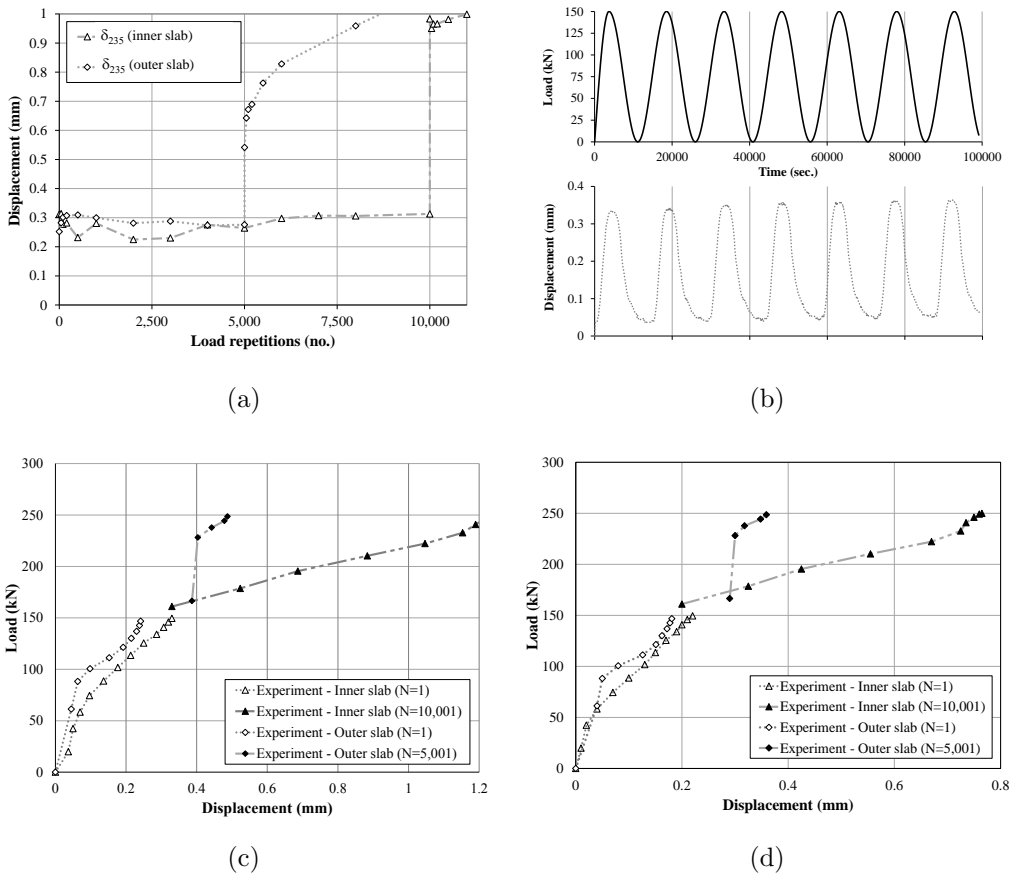 1
0.9
0.8
0.7
0.6
0.5
0.4
0.3
0.2
0.1
0
Displacement (mm)
δ235 (inner slab)
δ235 (outer slab)
0
2,500
5,000
7,500
10,000
Load repetitions (no.)
(a)
150
125
100
75
50
25
0
Load (kN)
0
20000
40000
60000
80000
100000
Time (sec.)
0.4
0.3
0.2
0.1
0
Displacement (mm)
(b)
300
250
200
150
100
50
0
Load (kN)
Experiment - Inner slab (N=1)
Experiment - Inner slab (N=10,001)
Experiment - Outer slab (N=1)
Experiment - Outer slab (N=5,001)
0
0.2
0.4
0.6
0.8
1
1.2
Displacement (mm)
(c)
300
250
200
150
100
50
0
Load (kN)
Experiment - Inner slab (N=1)
Experiment - Inner slab (N=10,001)
Experiment - Outer slab (N=1)
Experiment - Outer slab (N=5,001)
0
0.2
0.4
0.6
0.8
Displacement (mm)
(d)